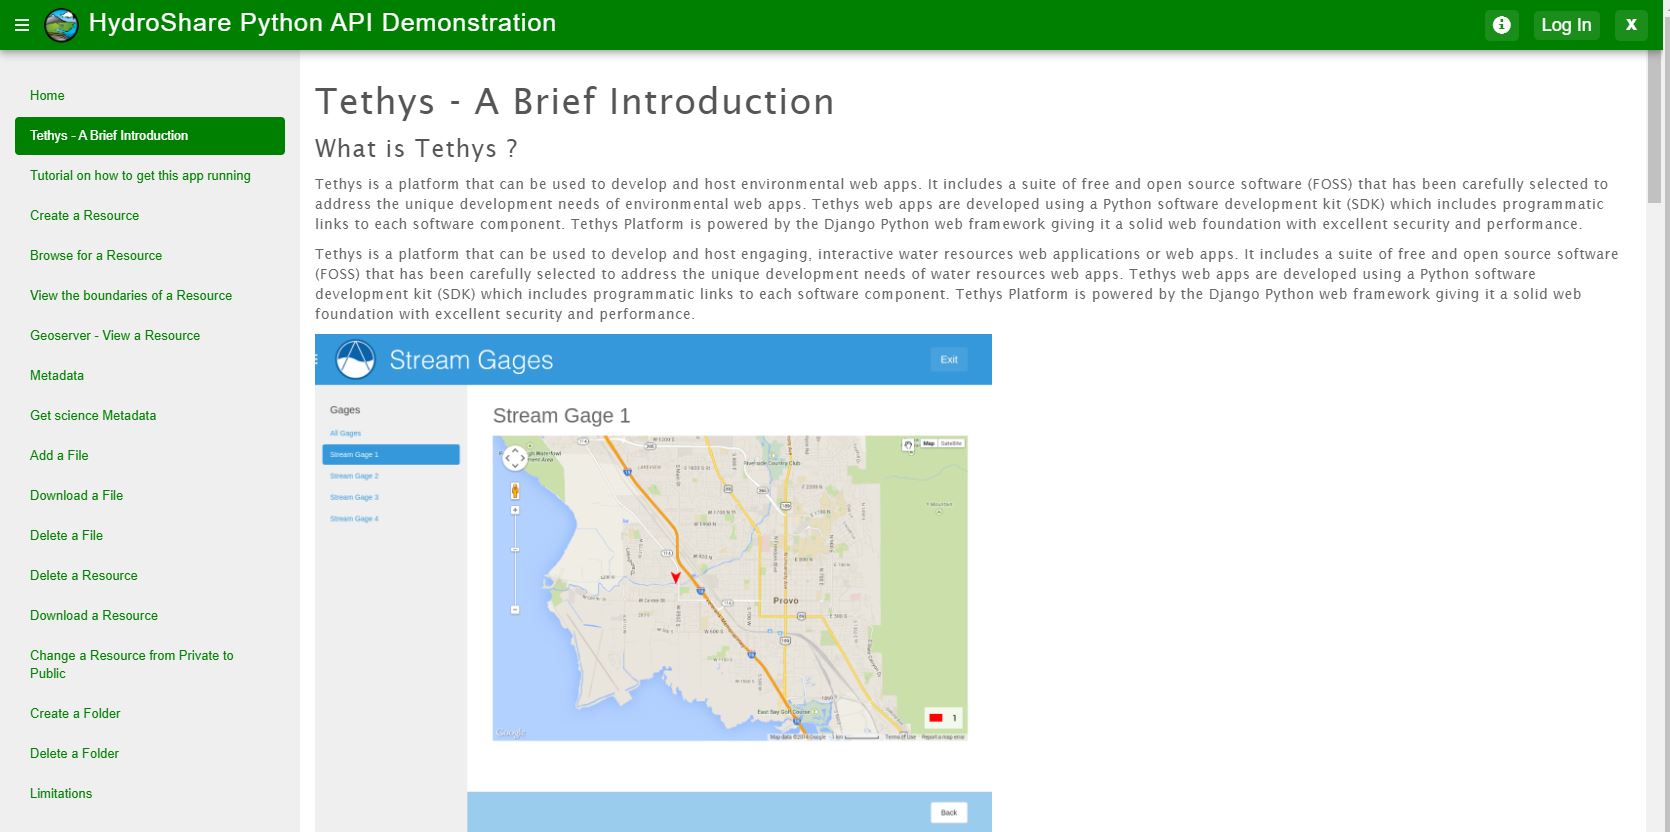 HydroShare Python API Demonstration
Log In
X
Home
Tethys - A Brief Introduction
Tutorial on how to get this app running
Create a Resource
Browse for a Resource
View the boundaries of a Resource
Geoserver - View a Resource
Metadata
Get science Metadata
Add a File
Download a File
Delete a File
Delete a Resource
Download a Resource
Change a Resource from Private to
Public
Create a Folder
Delete a Folder
Limitations
Tethys - A Brief Introduction
What is Tethys ?
Tethys is a platform that can be used to develop and host environmental web apps. It includes a suite of free and open source software (FOSS) that has been carefully selected to
address the unique development needs of environmental web apps. Tethys web apps are developed using a Python software development kit (SDK) which includes programmatic
links to each software component. Tethys Platform is powered by the Django Python web framework giving it a solid web foundation with excellent security and performance.
Tethys is a platform that can be used to develop and host engaging, interactive water resources web applications or web apps. It includes a suite of free and open source software
(FOSS) that has been carefully selected to address the unique development needs of water resources web apps. Tethys web apps are developed using a Python software
development kit (SDK) which includes programmatic links to each software component. Tethys Platform is powered by the Django Python web framework giving it a solid web
foundation with excellent security and performance.
Stream Gages
Exit
Gages
All Gages
Stream Gage 1
Stream Gage 2
Stream Gage 3
Stream Gage 4
Stream Gage 1
Map Satellite
Riverside Country Club
Provo
East Bay Golf Course
1
Google
Map data ©2014 Google
1 km
Terms of Use
Report a map error
Back